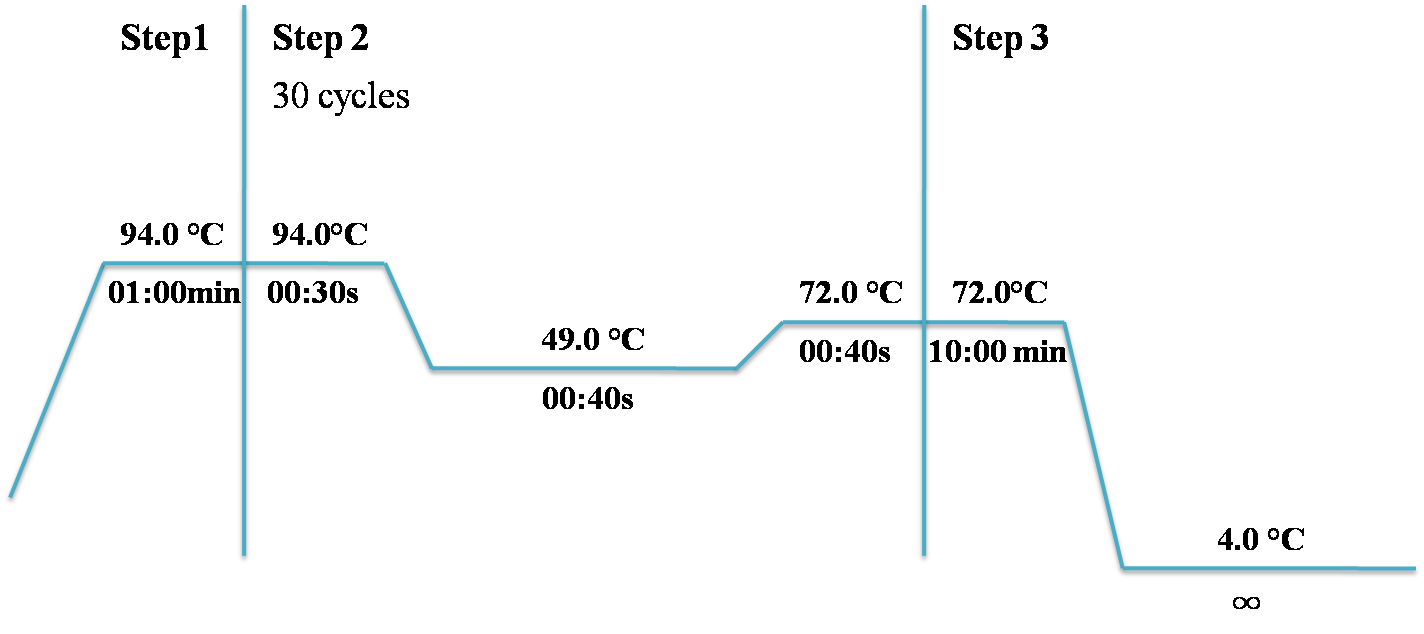 Step1
Step 2
30 cycles
Step 3
94.0 °C
01:00min
94.0°C
00:30s
49.0 °C
00:40s
72.0 °C
00:40s
72.0°C
10:00 min
4.0 °C
∞